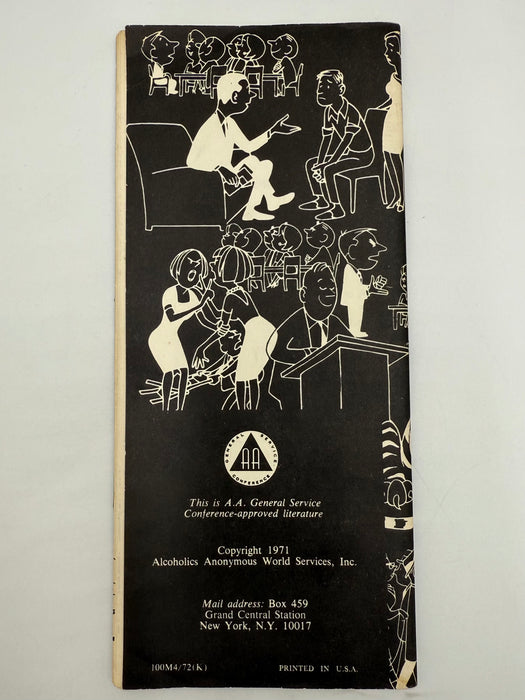 GENERAL SERVICE
AA
CONFERENCE
This is A.A. General Service
Conference-approved literature
Copyright 1971
Alcoholics Anonymous World Services, Inc.
Mail address: Box 459
Grand Central Station
New York, N.Y. 10017
100M4/72(K)
PRINTED IN U.S.A.